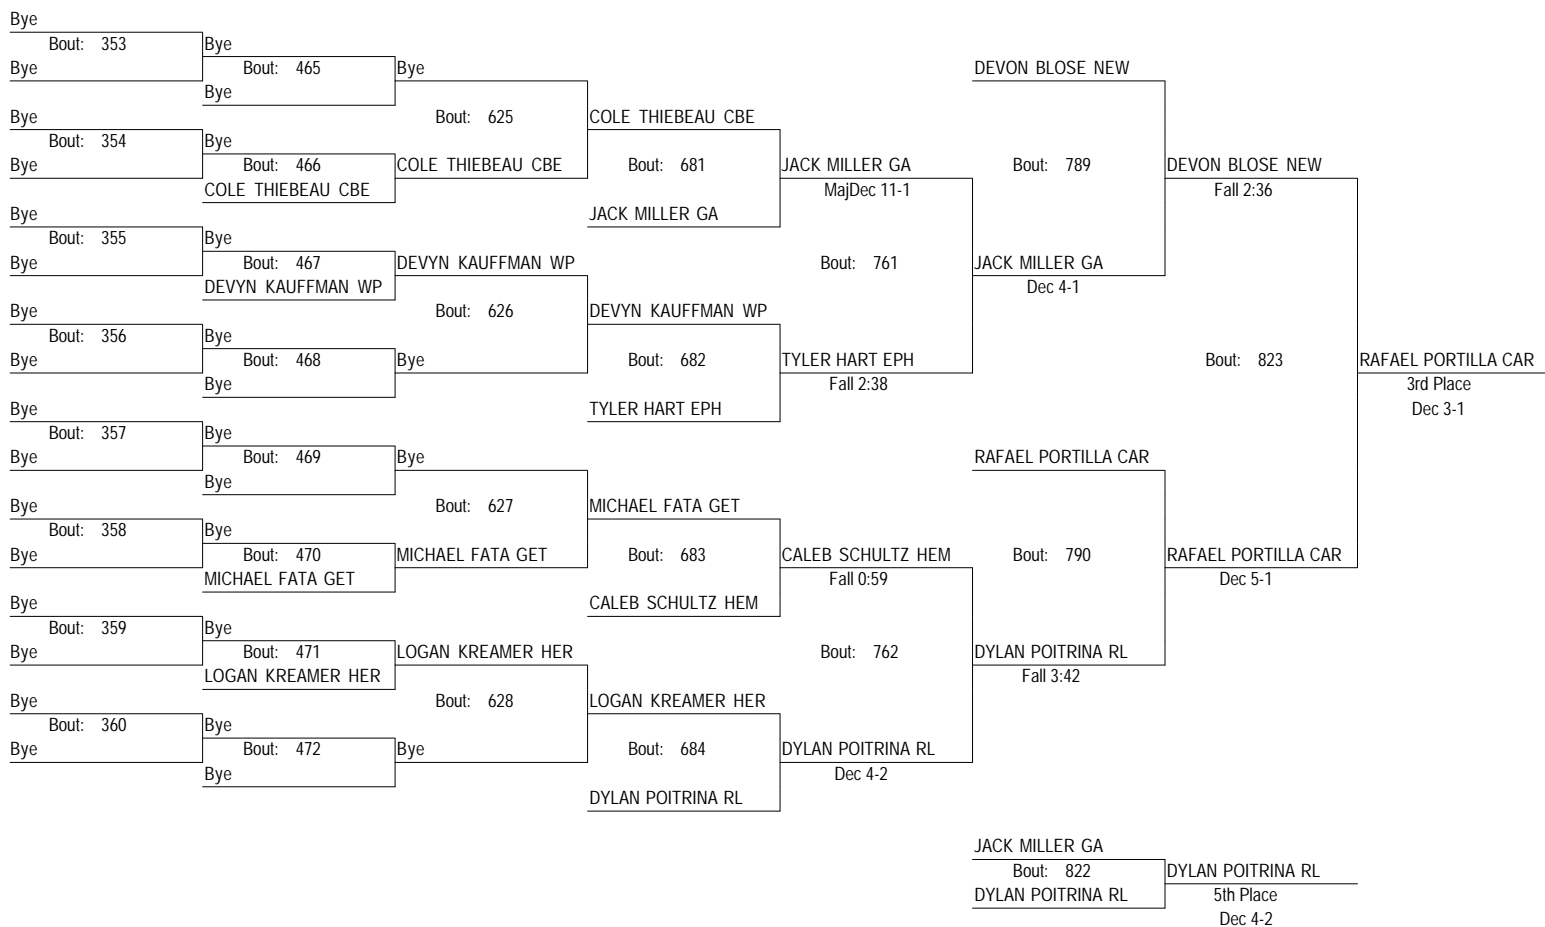 Bye
Bout: 353
Bye
Bye
Bout: 354
Bye
Bye
Bout: 355
Bye
Bye
Bout: 356
Bye
Bye
Bout: 357
Bye
Bye
Bout: 358
Bye
Bye
Bout: 359
Bye
Bye
Bout: 360
Bye
Bye
Bout: 465
Bye
Bye
Bout: 466
COLE THIEBEAU CBE
Bye
Bout: 467
DEVYN KAUFFMAN WP
Bye
Bout: 468
Bye
Bye
Bout: 469
Bye
Bye
Bout: 470
MICHAEL FATA GET
Bye
Bout: 471
LOGAN KREAMER HER
Bye
Bout: 472
Bye
Bye
Bout: 625
COLE THIEBEAU CBE
DEVYN KAUFFMAN WP
Bout: 626
Bye
Bye
Bout: 627
MICHAEL FATA GET
LOGAN KREAMER HER
Bout: 628
Bye
COLE THIEBEAU CBE
Bout: 681
JACK MILLER GA
DEVYN KAUFFMAN WP
Bout: 682
TYLER HART EPH
MICHAEL FATA GET
Bout: 683
CALEB SCHULTZ HEM
LOGAN KREAMER HER
Bout: 684
DYLAN POITRINA RL
JACK MILLER GA
MajDec 11-1
Bout: 761
TYLER HART EPH
Fall 2:38
CALEB SCHULTZ HEM
Fall 0:59
Bout: 762
DYLAN POITRINA RL
Dec 4-2
DEVON BLOSE NEW
Bout: 789
JACK MILLER GA
Dec 4-1
RAFAEL PORTILLA CAR
Bout: 790
DYLAN POITRINA RL
Fall 3:42
DEVON BLOSE NEW
Fall 2:36
Bout: 823
RAFAEL PORTILLA CAR
Dec 5-1
RAFAEL PORTILLA CAR
3rd Place
Dec 3-1
JACK MILLER GA
Bout: 822
DYLAN POITRINA RL
DYLAN POITRINA RL
5th Place
Dec 4-2